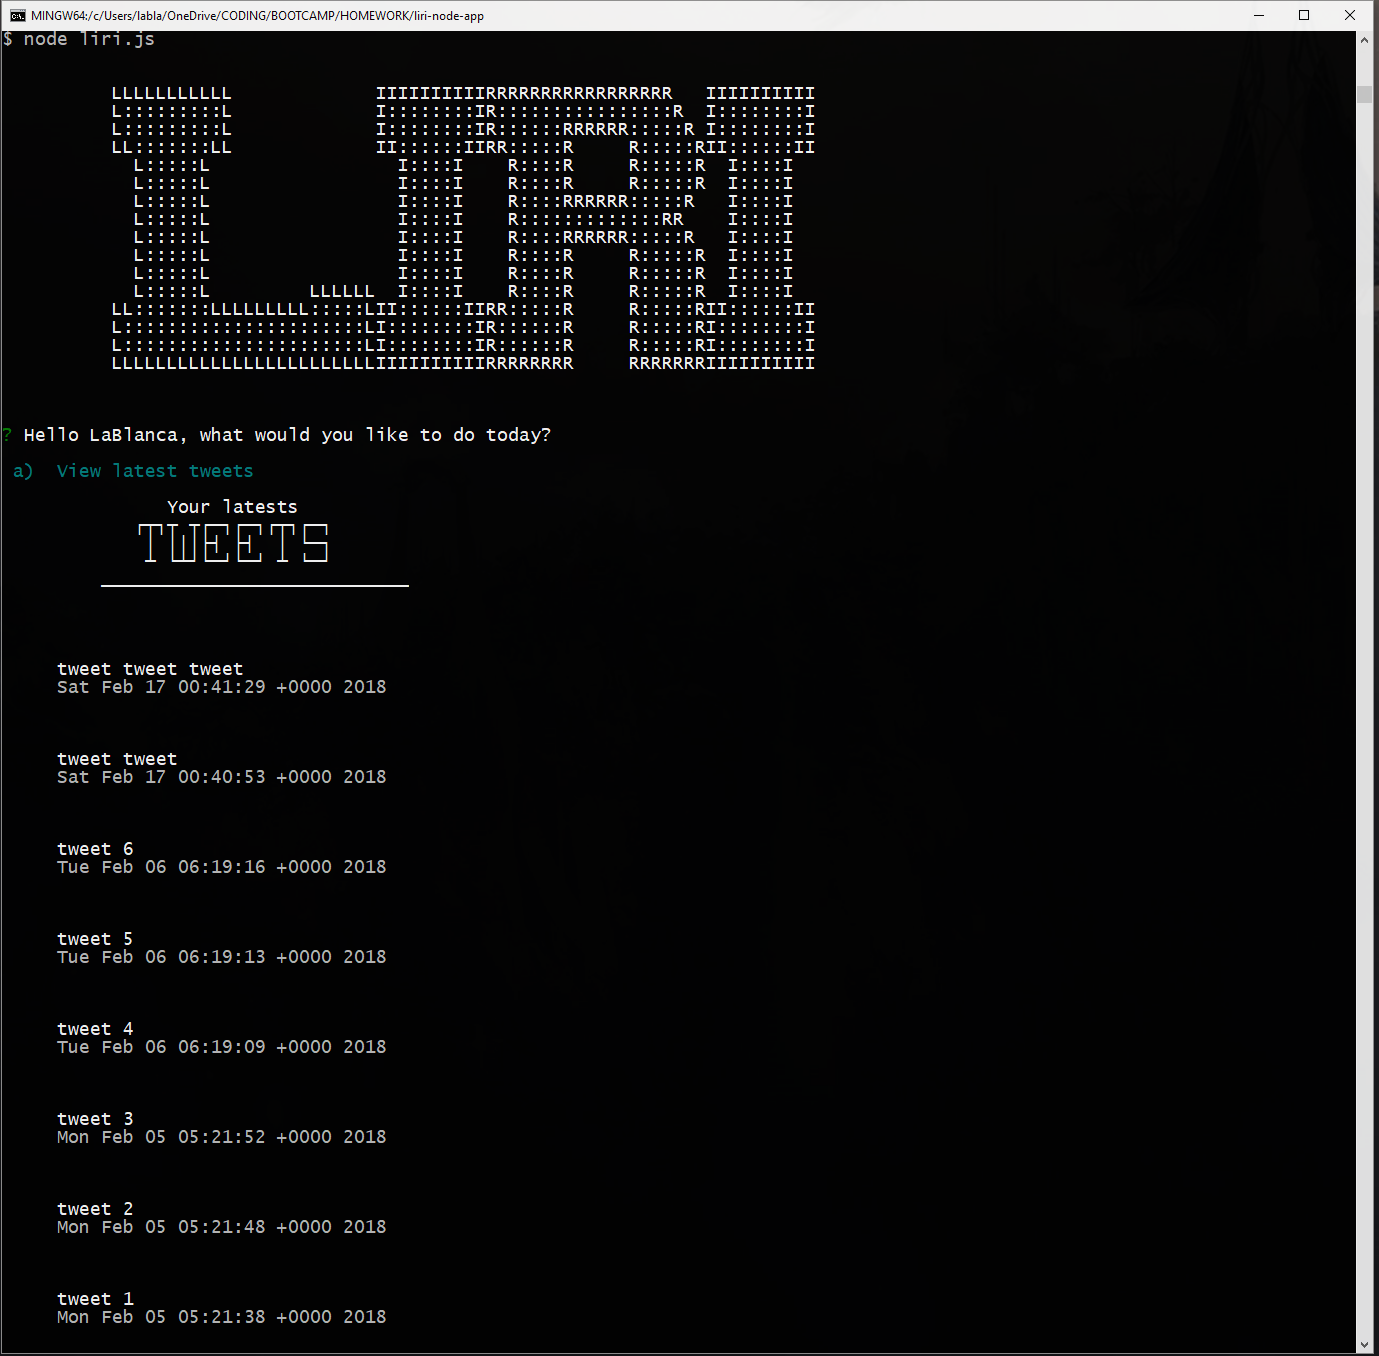 MINGW64:/c/Users/labla/OneDrive/CODING/BOOTCAMP/HOMEWORK/liri-node-app
$ node liri.js
LLLLLLLLLLL             IIIIIIIIIIRRRRRRRRRRRRRRRRR   IIIIIIIIII
L:::::::::L             I::::::::IR::::::::::::::::R  I::::::::I
L:::::::::L             I::::::::IR::::::RRRRRR:::::R I::::::::I
LL:::::::LL             II::::::IIRR:::::R     R:::::RII::::::II
  L:::::L                 I::::I    R::::R     R:::::R  I::::I
  L:::::L                 I::::I    R::::R     R:::::R  I::::I
  L:::::L                 I::::I    R::::RRRRRR:::::R   I::::I
  L:::::L                 I::::I    R:::::::::::::RR    I::::I
  L:::::L                 I::::I    R::::RRRRRR:::::R   I::::I
  L:::::L                 I::::I    R::::R     R:::::R  I::::I
  L:::::L                 I::::I    R::::R     R:::::R  I::::I
  L:::::L         LLLLLL  I::::I    R::::R     R:::::R  I::::I
LL:::::::LLLLLLLLL:::::LII::::::IIRR:::::R     R:::::RII::::::II
L::::::::::::::::::::::LI::::::::IR::::::R     R:::::RI::::::::I
L::::::::::::::::::::::LI::::::::IR::::::R     R:::::RI::::::::I
LLLLLLLLLLLLLLLLLLLLLLLLIIIIIIIIIIRRRRRRRR     RRRRRRRIIIIIIIIII
? Hello LaBlanca, what would you like to do today?
a)  View latest tweets
Your latests
TWEETS
tweet tweet tweet
Sat Feb 17 00:41:29 +0000 2018
tweet tweet
Sat Feb 17 00:40:53 +0000 2018
tweet 6
Tue Feb 06 06:19:16 +0000 2018
tweet 5
Tue Feb 06 06:19:13 +0000 2018
tweet 4
Tue Feb 06 06:19:09 +0000 2018
tweet 3
Mon Feb 05 05:21:52 +0000 2018
tweet 2
Mon Feb 05 05:21:48 +0000 2018
tweet 1
Mon Feb 05 05:21:38 +0000 2018